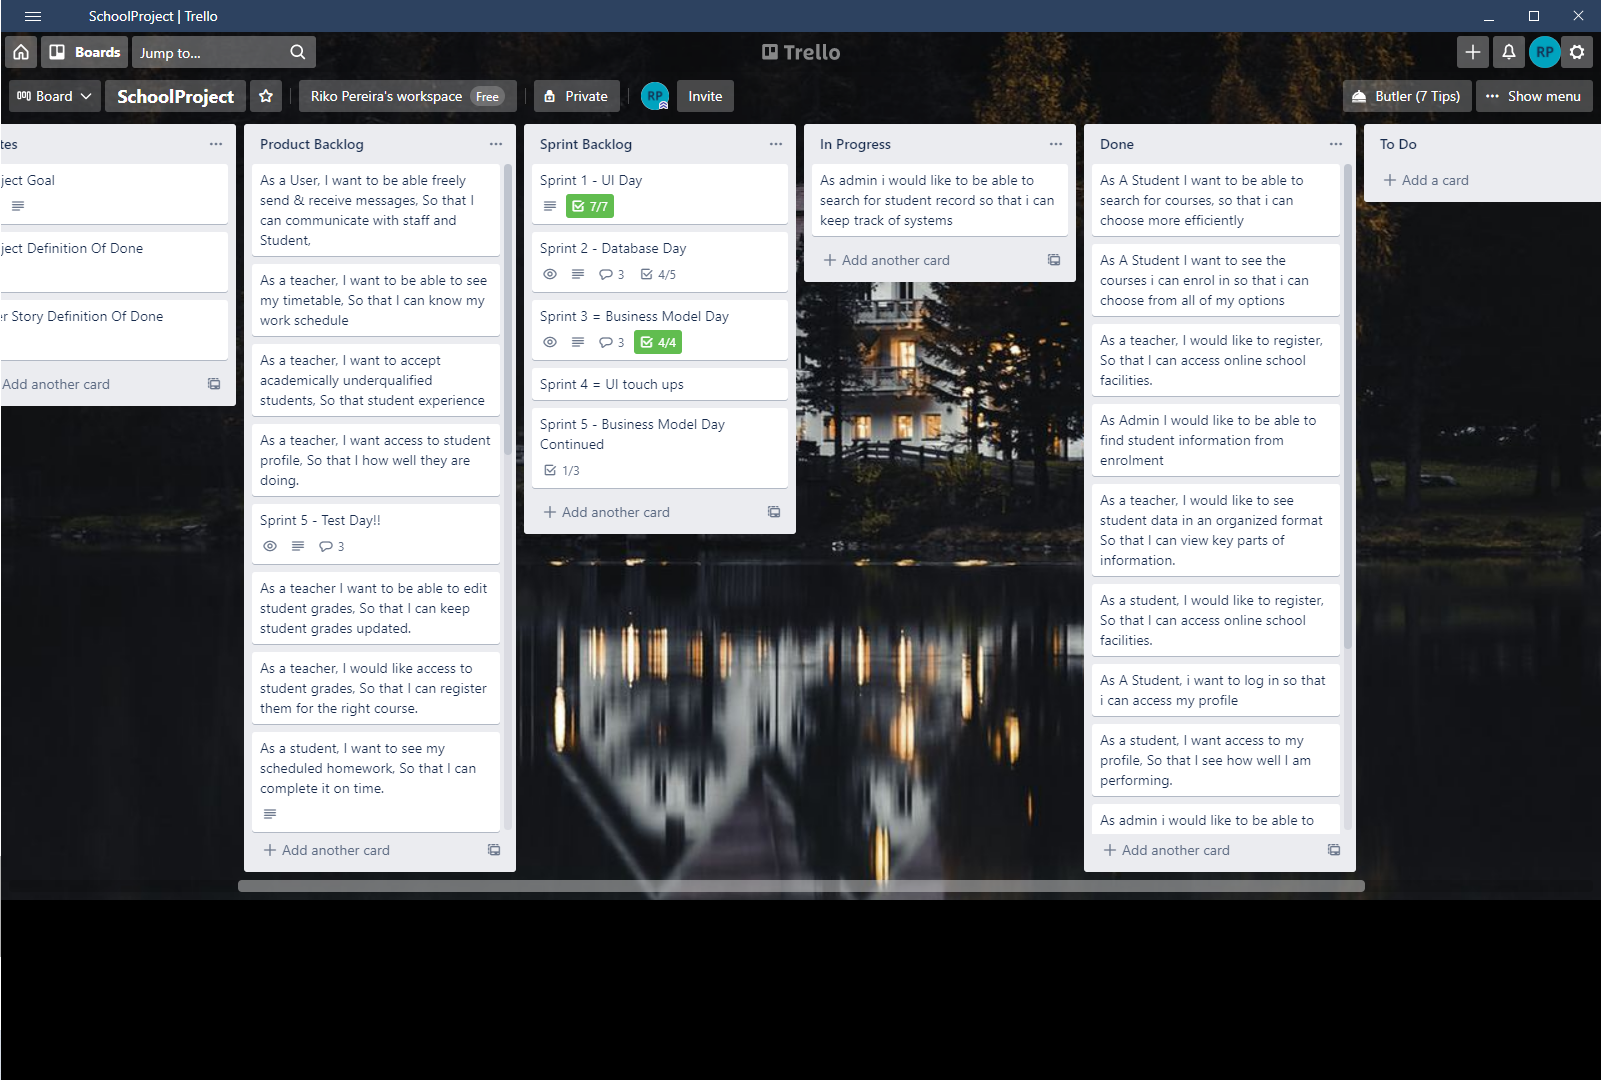 SchoolProject | Trello
Boards
Jump to...
Trello
RP
Board
SchoolProject
Riko Pereira's workspace Free
Private
RP
Invite
Butler (7 Tips)
Show menu
tes
ject Goal
ject Definition Of Done
er Story Definition Of Done
Add another card
Product Backlog
As a User, I want to be able freely
send & receive messages, So that I
can communicate with staff and
Student,
As a teacher, I want to be able to see
my timetable, So that I can know my
work schedule
As a teacher, I want to accept
academically underqualified
students, So that student experience
As a teacher, I want access to student
profile, So that I how well they are
doing.
Sprint 5 - Test Day!!
3
As a teacher I want to be able to edit
student grades, So that I can keep
student grades updated.
As a teacher, I would like access to
student grades, So that I can register
them for the right course.
As a student, I want to see my
scheduled homework, So that I can
complete it on time.
Add another card
Sprint Backlog
Sprint 1 - UI Day
7/7
Sprint 2 - Database Day
3 4/5
Sprint 3 = Business Model Day
3 4/4
Sprint 4 = UI touch ups
Sprint 5 - Business Model Day
Continued
1/3
Add another card
In Progress
As admin i would like to be able to
search for student record so that i can
keep track of systems
Add another card
Done
As A Student I want to be able to
search for courses, so that i can
choose more efficiently
As A Student I want to see the
courses i can enrol in so that i can
choose from all of my options
As a teacher, I would like to register,
So that I can access online school
facilities.
As Admin I would like to be able to
find student information from
enrolment
As a teacher, I would like to see
student data in an organized format
So that I can view key parts of
information.
As a student, I would like to register,
So that I can access online school
facilities.
As A Student, i want to log in so that
i can access my profile
As a student, I want access to my
profile, So that I see how well I am
performing.
As admin i would like to be able to
Add another card
To Do
Add a card